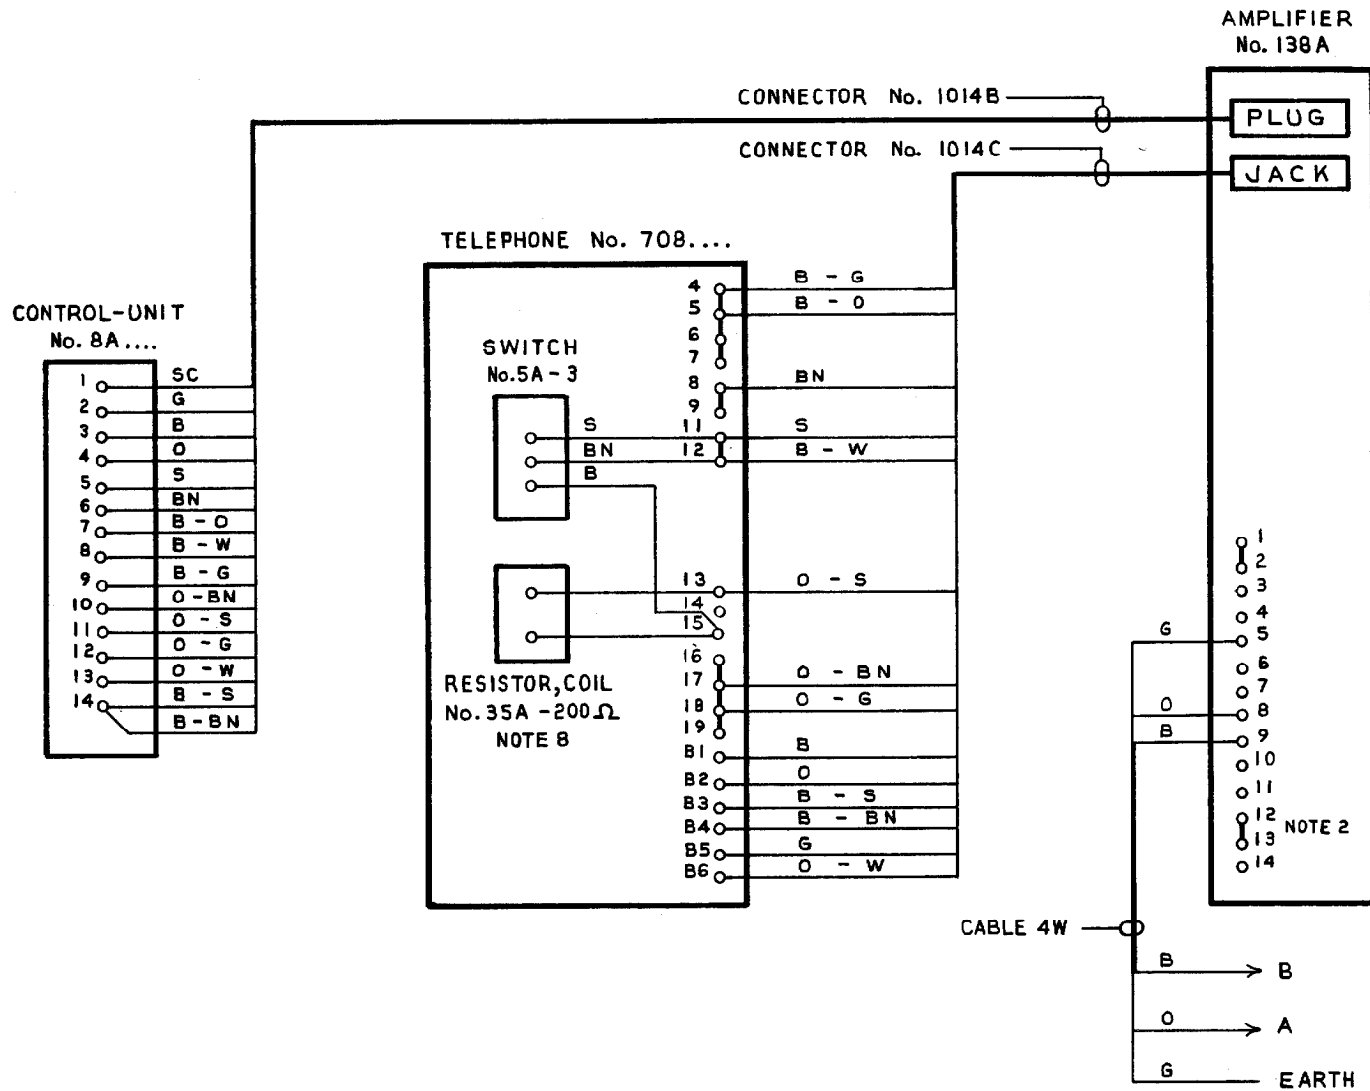 AMPLIFIER
No. 138A
CONNECTOR No. 1014B
PLUG
CONNECTOR No. 1014C
JACK
TELEPHONE No. 708....
CONTROL-UNIT
No. 8A....
1 SC
2 G
3 B
4 O
5 S
6 BN
7 B - O
8 B - W
9 B - G
10 O - BN
11 O - S
12 O - G
13 O - W
14 B - S
B - BN
SWITCH
No. 5A - 3
S
BN
B
RESISTOR, COIL
No. 35A - 200Ω
NOTE 8
4 B - G
5 B - O
6
7
8 BN
9
11 S
12 B - W
13 O - S
14
15
16
17 O - BN
18 O - G
19
B1 B
B2 O
B3 B - S
B4 B - BN
B5 G
B6 O - W
1
2
3
4
G 5
6
7
O 8
B 9
10
11
12
13 NOTE 2
14
CABLE 4W
B B
O A
G EARTH